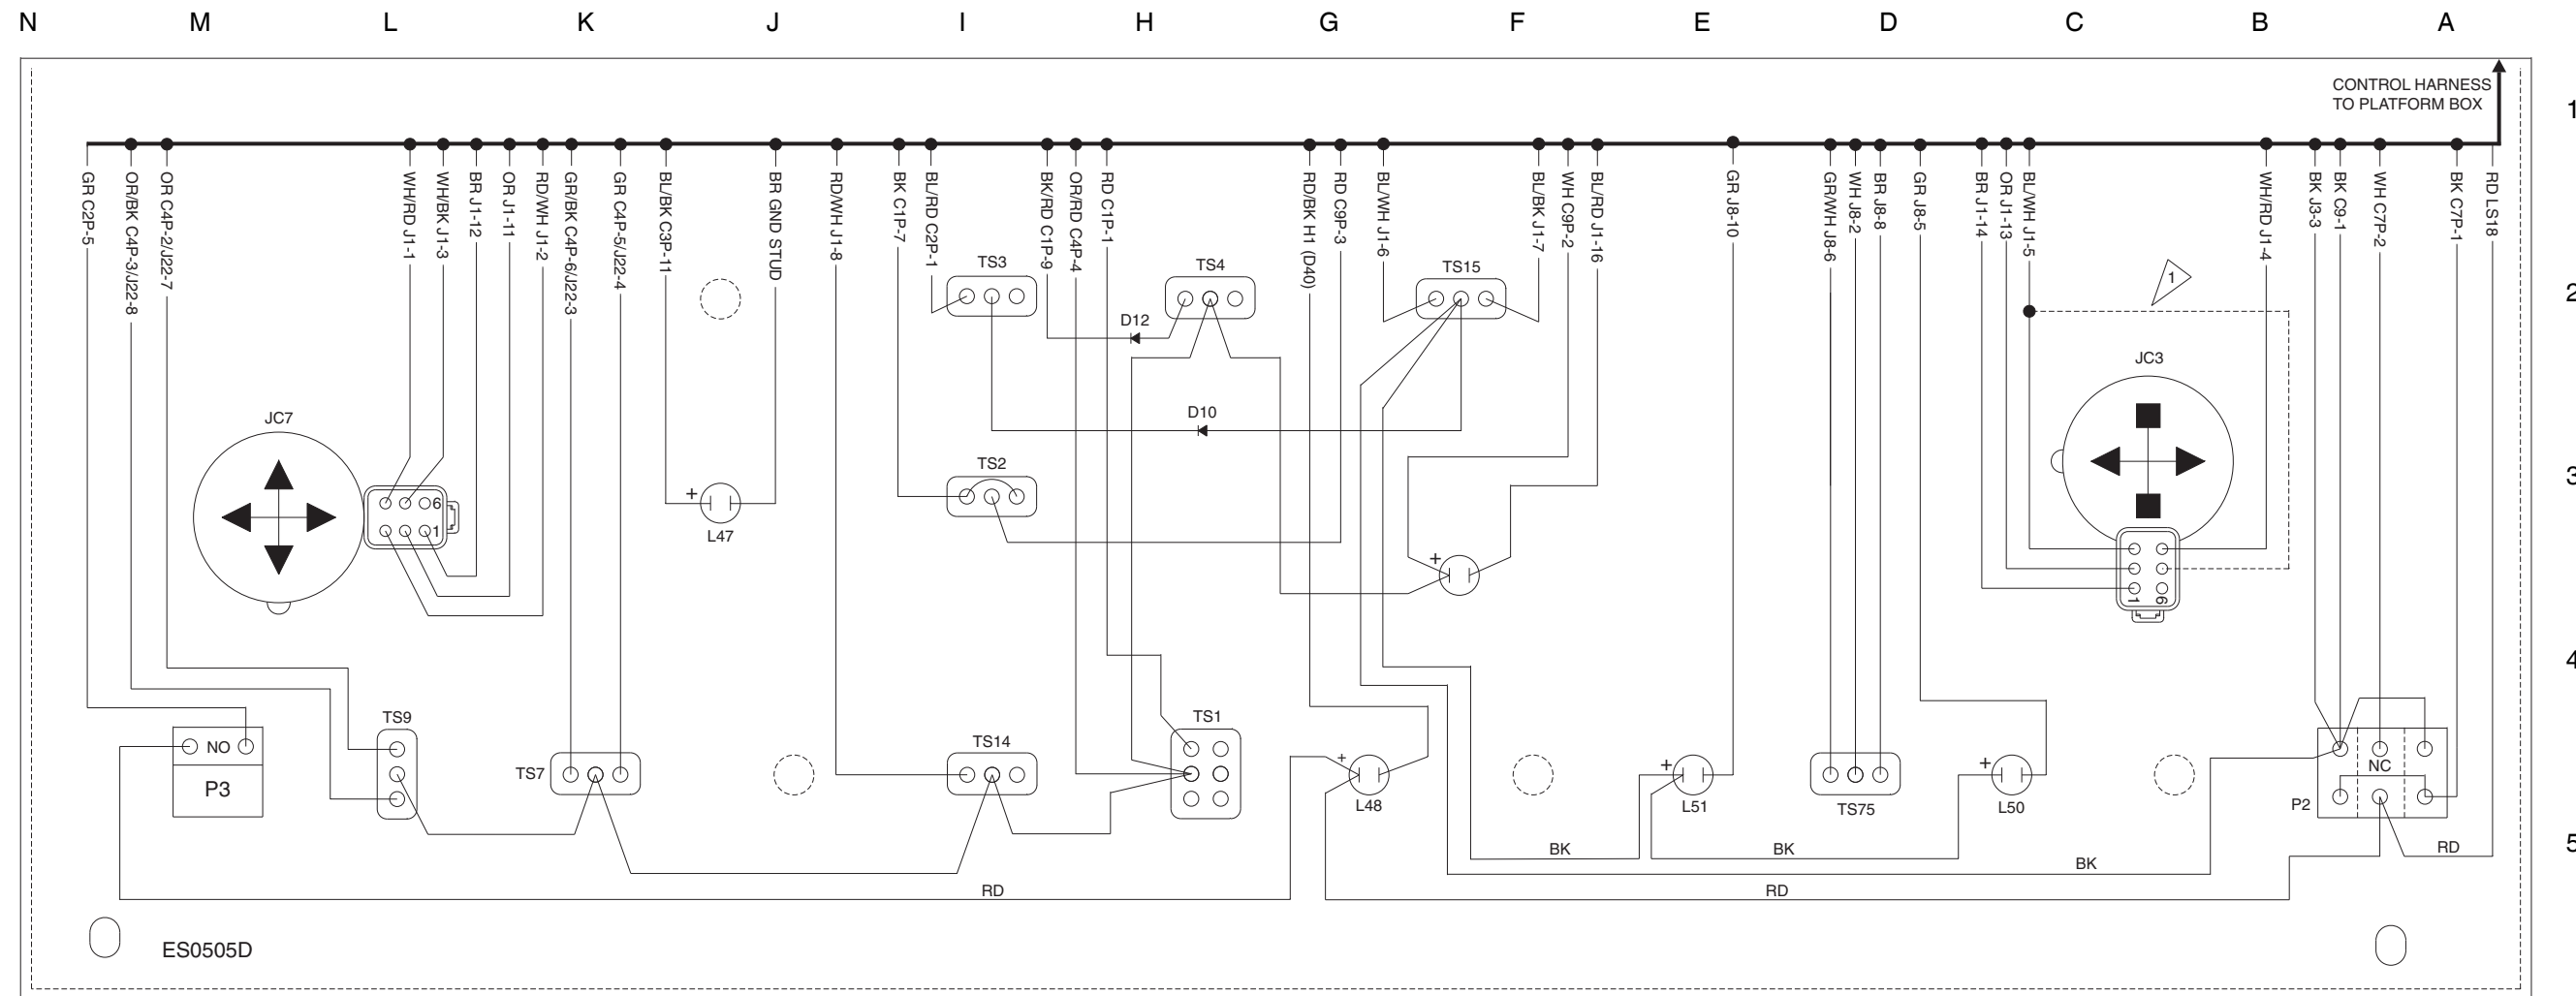 N M L K J I H G F E D C B A
CONTROL HARNESS
TO PLATFORM BOX
1
GR C2P-5
OR/BK C4P-3/J22-8
OR C4P-2/J22-7
WH/RD J1-1
WH/BK J1-3
BR J1-12
OR J1-11
RD/WH J1-2
GR/BK C4P-6/J22-3
GR C4P-5/J22-4
BL/BK C3P-11
BR GND STUD
RD/WH J1-8
BK C1P-7
BL/RD C2P-1
BK/RD C1P-9
OR/RD C4P-4
RD C1P-1
RD/BK H1 (D40)
RD C9P-3
BL/WH J1-6
BL/BK J1-7
WH C9P-2
BL/RD J1-16
GR J8-10
GR/WH J8-6
WH J8-2
BR J8-8
GR J8-5
BR J1-14
OR J1-13
BL/WH J1-5
WH/RD J1-4
BK J3-3
BK C9-1
WH C7P-2
BK C7P-1
RD LS18
TS3
TS4
TS15
1
2
D12
JC3
D10
JC7
TS2
3
6
1
+
L47
+
1
6
4
TS9
TS1
NO
P3
TS7
TS14
+
L48
+
L51
TS75
+
L50
NC
P2
5
BK
BK
BK
RD
RD
RD
ES0505D